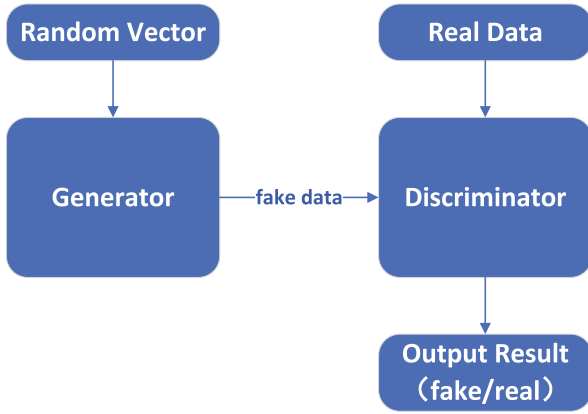 Random Vector
Real Data
Generator
fake data
Discriminator
Output Result
（fake/real）